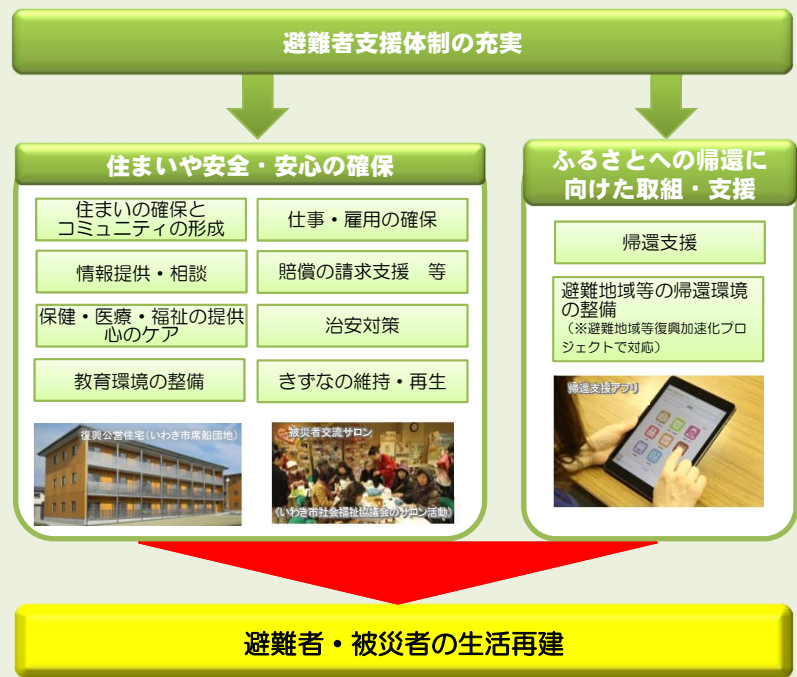 避難者支援体制の充実
住まいや安全・安心の確保
住まいの確保と
コミュニティの形成
仕事・雇用の確保
情報提供・相談
賠償の請求支援　等
保健・医療・福祉の提供
心のケア
治安対策
教育環境の整備
きずなの維持・再生
復興公営住宅(いわき市席船団地)
被災者交流サロン
(いわき市社会福祉協議会のサロン活動)
ふるさとへの帰還に
向けた取組・支援
帰還支援
避難地域等の帰還環境
の整備
（※避難地域等復興加速化プロ
ジェクトで対応）
帰還支援アプリ
避難者・被災者の生活再建